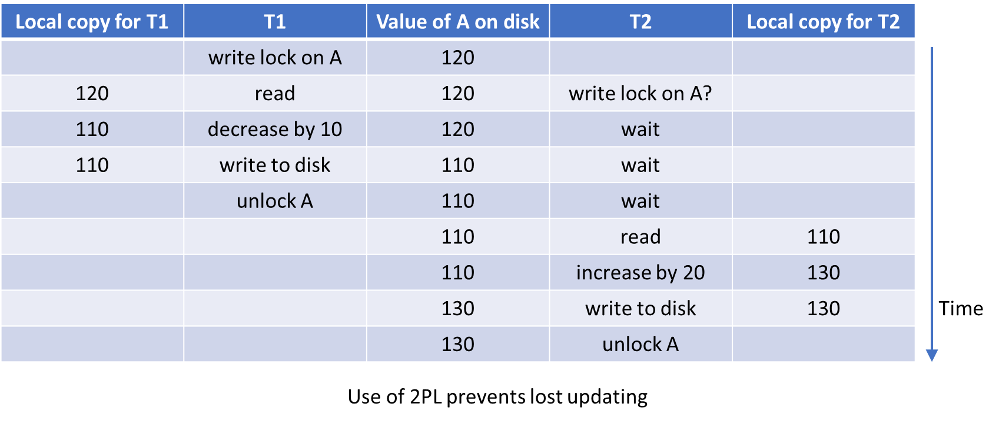 Local copy for T1 T1 Value of A on disk T2 Local copy for T2
write lock on A 120
120 read 120 write lock on A?
110 decrease by 10 120 wait
110 write to disk 110 wait
unlock A 110 wait
110 read 110
110 increase by 20 130
130 write to disk 130
Time
130 unlock A
Use of 2PL prevents lost updating